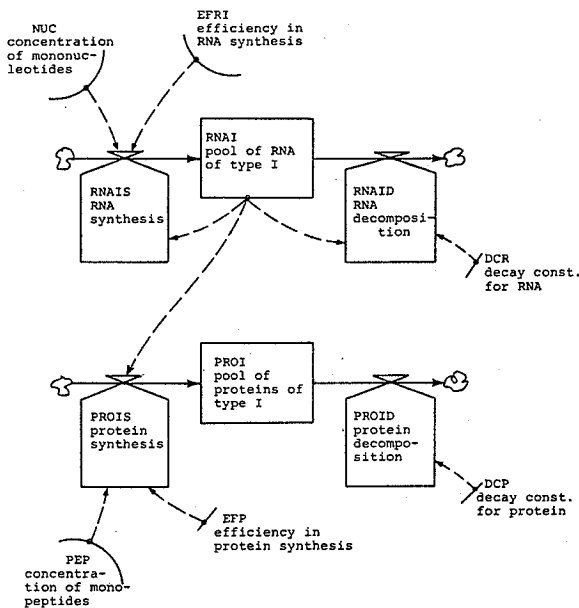 NUC
concentration
of mononuc-
leotides
EFRI
efficiency in
RNA synthesis
RNAI
pool of RNA
of type I
RNAIS
RNA
synthesis
RNAID
RNA
decomposi-
tion
DCR
decay const.
for RNA
PROI
pool of
proteins of
type I
PROIS
protein
synthesis
PROID
protein
decompo-
sition
DCP
decay const.
for protein
EFP
efficiency in
protein synthesis
PEP
concentra-
tion of mono-
peptides